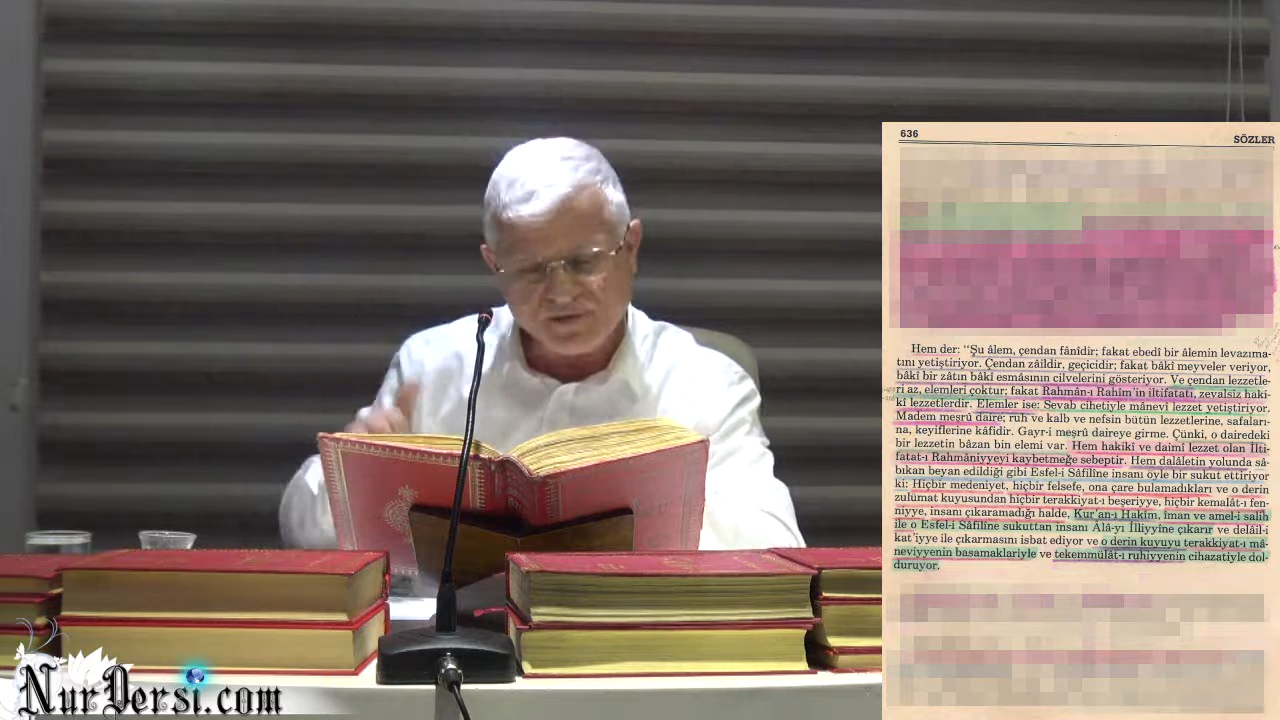 636
SÖZLER
Hem der: "Şu âlem, çendan fânîdir; fakat ebedî bir âlemin levazıma-
tını yetiştiriyor. Çendan zâildir, geçicidir; fakat bâkî meyveler veriyor,
bâkî bir zâtın bâkî esmâsının cilvelerini gösteriyor. Ve çendan lezzetle-
ri az, elemleri çoktur; fakat Rahmân-ı Rahîm'in iltifatatı, zevalsiz haki-
kî lezzetlerdir. Elemler ise: Sevab cihetiyle mânevî lezzet yetiştiriyor.
Madem meşrû daire; ruh ve kalb ve nefsin bütün lezzetlerine, safaları-
na, keyiflerine kâfidir. Gayr-i meşrû daireye girme. Çünki, o dairedeki
bir lezzetin bâzan bin elemi var. Hem hakikî ve daimî lezzet olan İlti-
fatat-ı Rahmâniyyeyi kaybetmeğe sebeptir. Hem dalâletin yolunda sâ-
bıkan beyan edildiği gibi Esfel-i Sâfilîne insanı öyle bir sukut ettiriyor
ki: Hiçbir medeniyet, hiçbir felsefe, ona çare bulamadıkları ve o derin
zulümat kuyusundan hiçbir terakkiyat-ı beşeriyye, hiçbir kemalât-ı fen-
niyye, insanı çıkaramadığı halde, Kur'an-ı Hakîm, îman ve amel-i salih
ile o Esfel-i Sâfilîne sukuttan insanı Âlâ-yı İlliyyîne çıkarır ve delâil-i
kat'iyye ile çıkarmasını isbat ediyor ve o derin kuyuyu terakkiyat-ı mâ-
neviyyenin basamaklariyle ve tekemmülât-ı ruhiyyenin cihazatiyle dol-
duruyor.
NurDersi.com